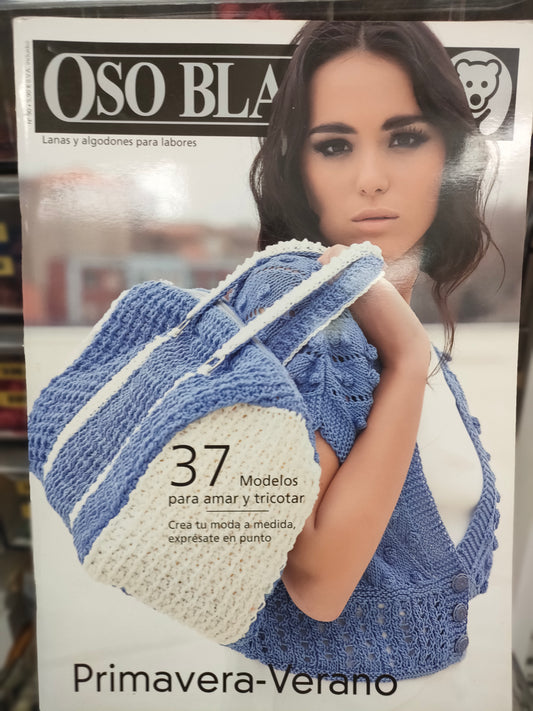 OSO BLA
Lanas y algodones para labores
37 Modelos
para amar y tricotar
Crea tu moda a medida,
exprésate en punto
Primavera-Verano